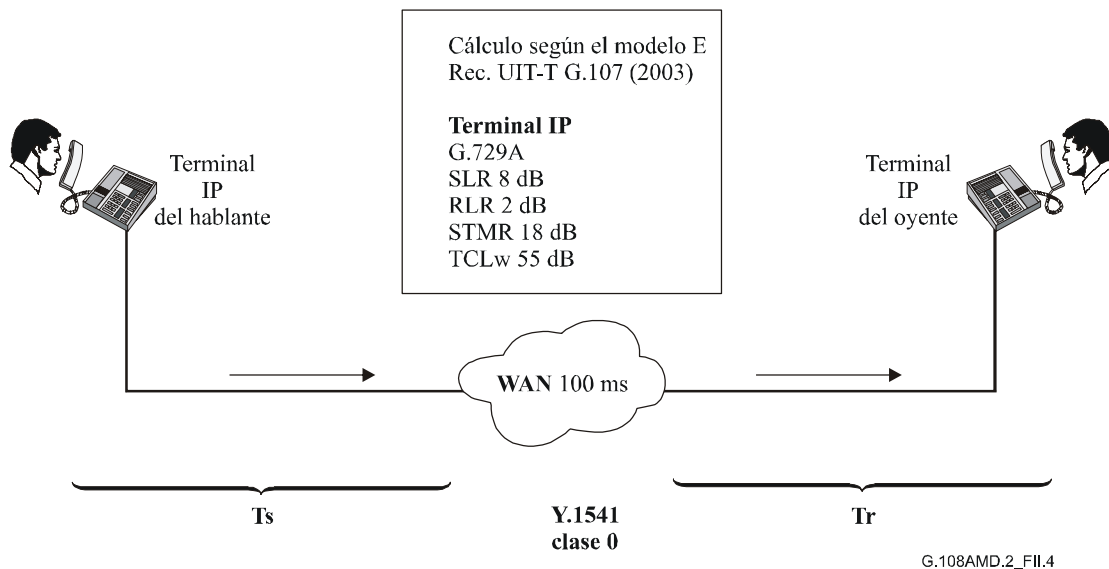 Cálculo según el modelo E
Rec. UIT-T G.107 (2003)
Terminal IP
G.729A
SLR 8 dB
RLR 2 dB
STMR 18 dB
TCLw 55 dB
Terminal
IP
del hablante
Terminal
IP
del oyente
WAN 100 ms
Ts
Y.1541
clase 0
Tr
G.108AMD.2_FII.4